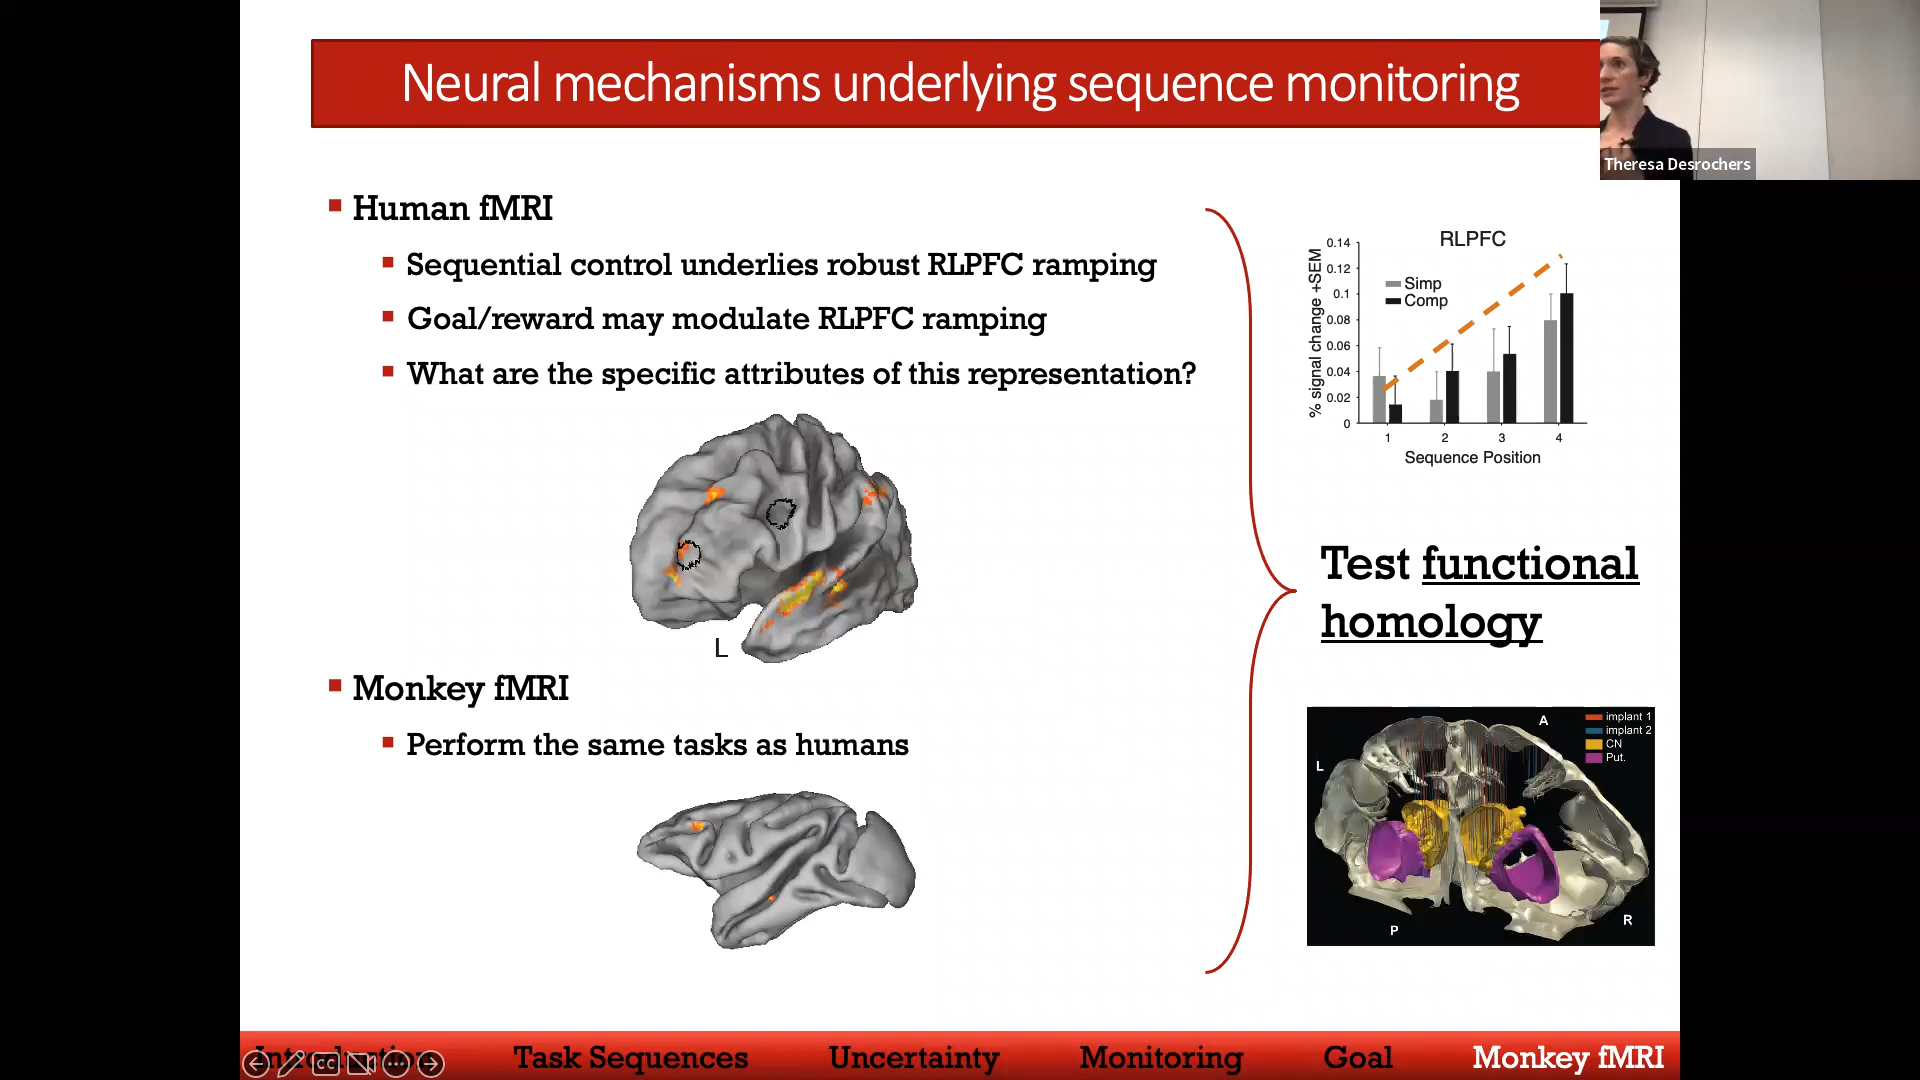 Neural mechanisms underlying sequence monitoring
Theresa Desrochers
Human fMRI
Sequential control underlies robust RLPFC ramping
Goal/reward may modulate RLPFC ramping
What are the specific attributes of this representation?
L
Monkey fMRI
Perform the same tasks as humans
RLPFC
% signal change +SEM
0.14
0.12
0.1
0.08
0.06
0.04
0.02
0
Simp
Comp
1 2 3 4
Sequence Position
Test functional
homology
A
implant 1
implant 2
CN
Put.
L
R
P
Introduction Task Sequences Uncertainty Monitoring Goal Monkey fMRI
CC